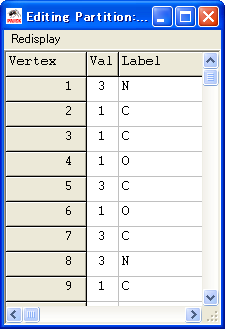 Editing Partition:...
Redisplay
Vertex Val Label
1 3 N
2 1 C
3 1 C
4 1 O
5 3 C
6 1 O
7 3 C
8 3 N
9 1 C